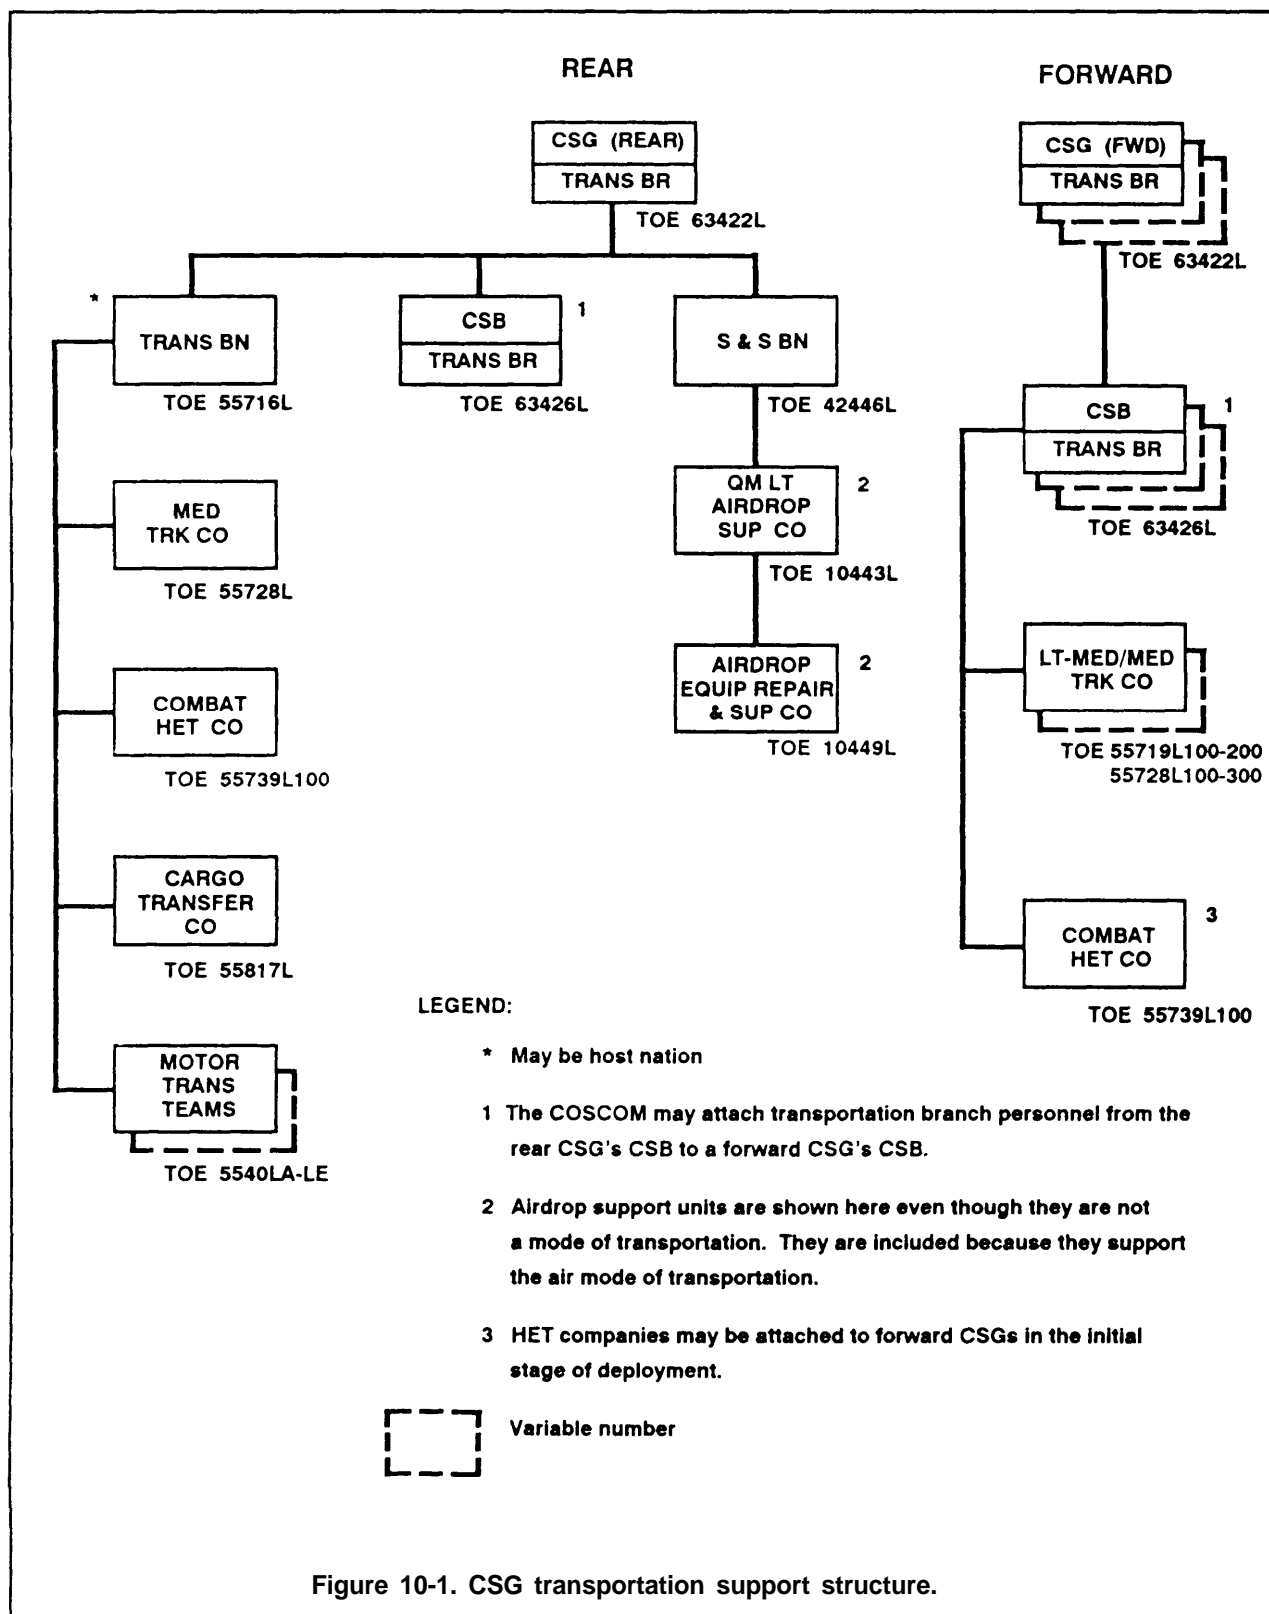 REAR
CSG (REAR)
TRANS BR
TOE 63422L
*
TRANS BN
TOE 55716L
CSB
TRANS BR
1
TOE 63426L
S & S BN
TOE 42446L
MED
TRK CO
TOE 55728L
QM LT
AIRDROP
SUP CO
2
TOE 10443L
COMBAT
HET CO
TOE 55739L100
AIRDROP
EQUIP REPAIR
& SUP CO
2
TOE 10449L
CARGO
TRANSFER
CO
TOE 55817L
MOTOR
TRANS
TEAMS
TOE 5540LA-LE
FORWARD
CSG (FWD)
TRANS BR
TOE 63422L
CSB
TRANS BR
1
TOE 63426L
LT-MED/MED
TRK CO
TOE 55719L100-200
55728L100-300
COMBAT
HET CO
3
TOE 55739L100
LEGEND:
* May be host nation
1 The COSCOM may attach transportation branch personnel from the
rear CSG's CSB to a forward CSG's CSB.
2 Airdrop support units are shown here even though they are not
a mode of transportation. They are included because they support
the air mode of transportation.
3 HET companies may be attached to forward CSGs in the initial
stage of deployment.
Variable number
Figure 10-1. CSG transportation support structure.